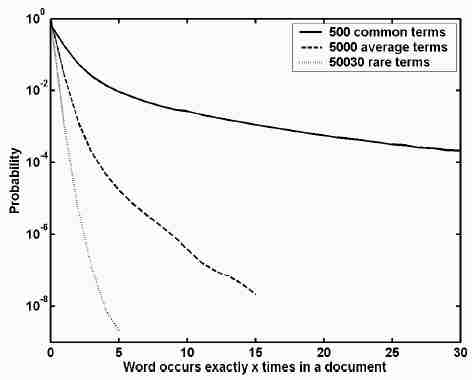 500 common terms
5000 average terms
50030 rare terms
10^0
10^-2
10^-4
10^-6
10^-8
Probability
0 5 10 15 20 25 30
Word occurs exactly x times in a document